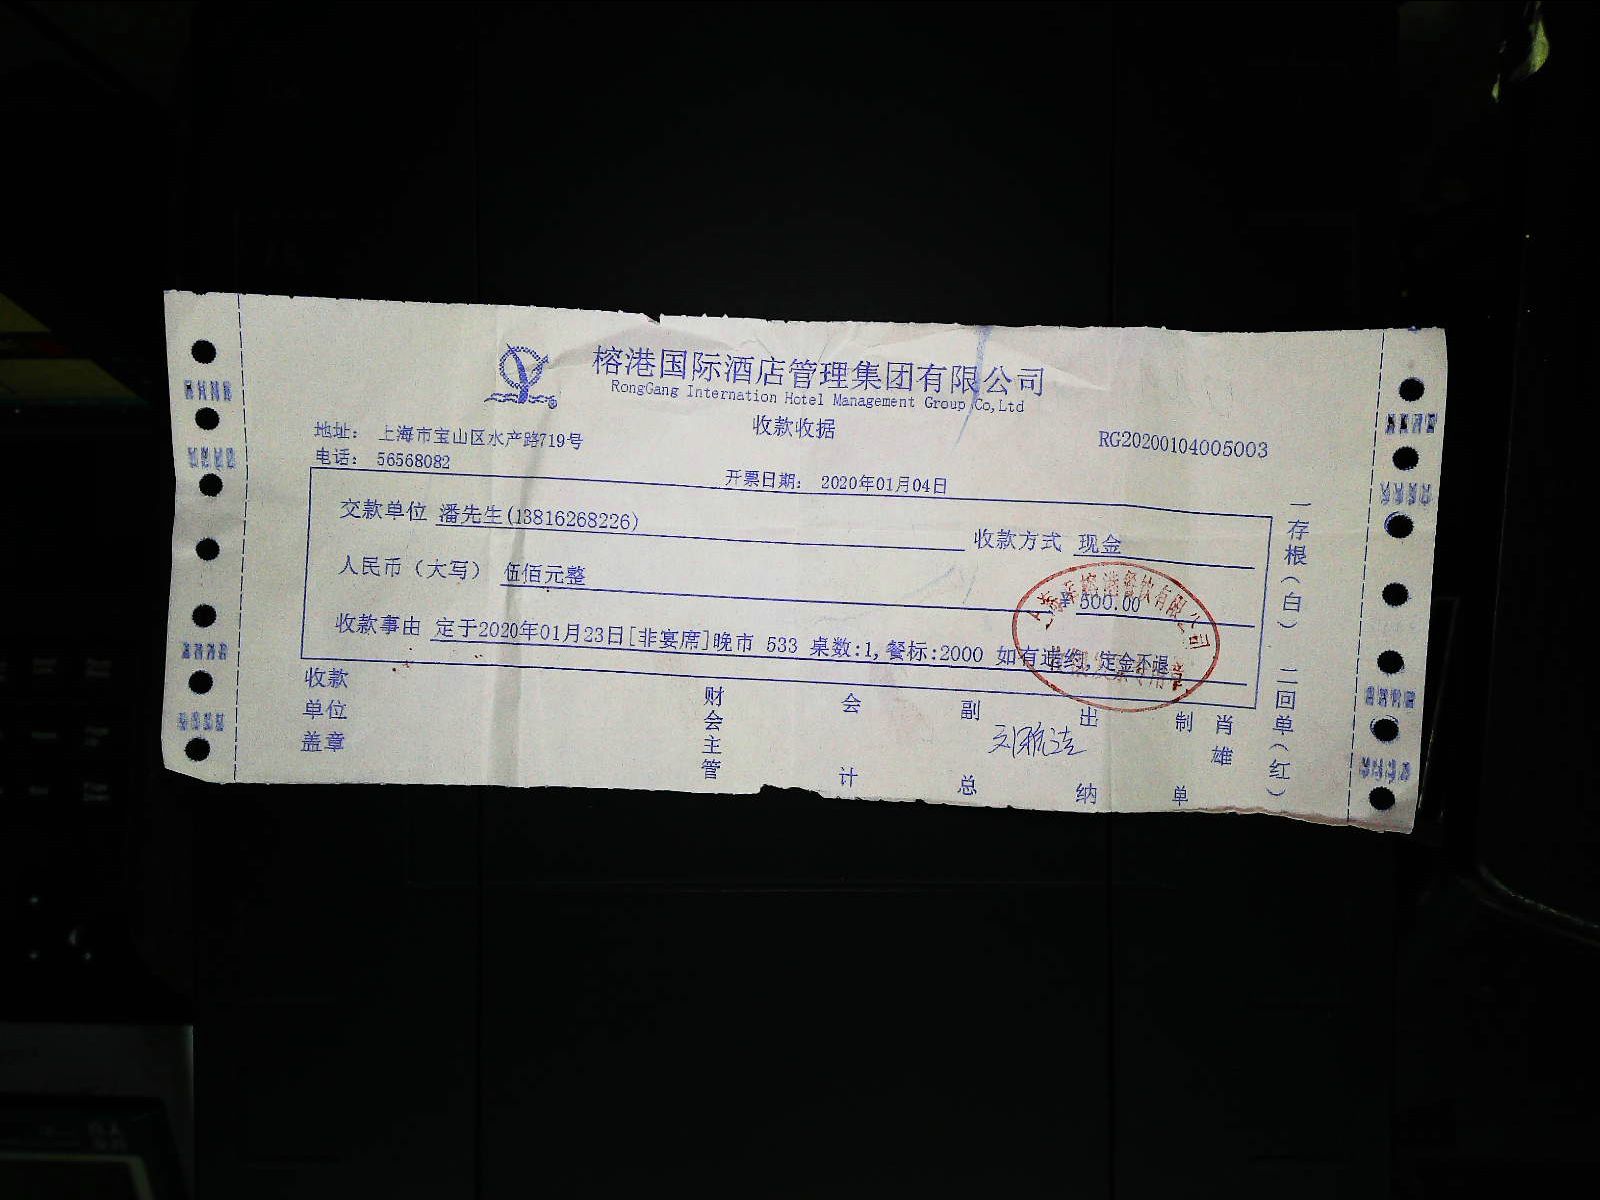 榕港国际酒店管理集团有限公司
RongGang International Hotel Management Group Co,Ltd
收款收据
地址： 上海市宝山区水产路719号
RG20200104005003
电话： 56568082
开票日期： 2020年01月04日
交款单位 潘先生(13816268226)
收款方式 现金
人民币（大写） 伍佰元整
500.00
收款事由 定于2020年01月23日[非宴席]晚市 533 桌数:1,餐标:2000 如有违约,定金不退
收款单位盖章
财会主管
会计
副总
出纳
制单
肖雄
一存根（白） 二回单（红）